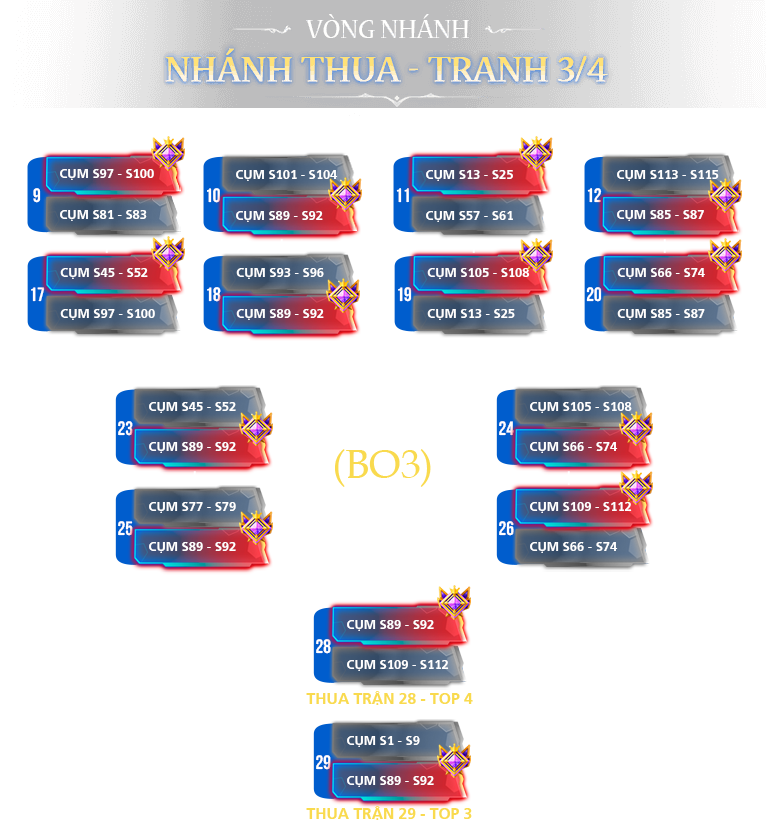 VÒNG NHÁNH
NHÁNH THUA - TRANH 3/4
9
CỤM S97 - S100
CỤM S81 - S83
10
CỤM S101 - S104
CỤM S89 - S92
11
CỤM S13 - S25
CỤM S57 - S61
12
CỤM S113 - S115
CỤM S85 - S87
17
CỤM S45 - S52
CỤM S97 - S100
18
CỤM S93 - S96
CỤM S89 - S92
19
CỤM S105 - S108
CỤM S13 - S25
20
CỤM S66 - S74
CỤM S85 - S87
23
CỤM S45 - S52
CỤM S89 - S92
(BO3)
24
CỤM S105 - S108
CỤM S66 - S74
25
CỤM S77 - S79
CỤM S89 - S92
26
CỤM S109 - S112
CỤM S66 - S74
28
CỤM S89 - S92
CỤM S109 - S112
THUA TRẬN 28 - TOP 4
29
CỤM S1 - S9
CỤM S89 - S92
THUA TRẬN 29 - TOP 3